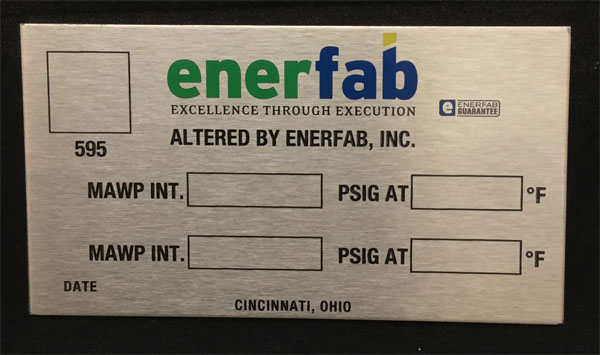 enerfab
EXCELLENCE THROUGH EXECUTION
e ENERFAB GUARANTEE
595
ALTERED BY ENERFAB, INC.
MAWP INT. PSIG AT °F
MAWP INT. PSIG AT °F
DATE
CINCINNATI, OHIO